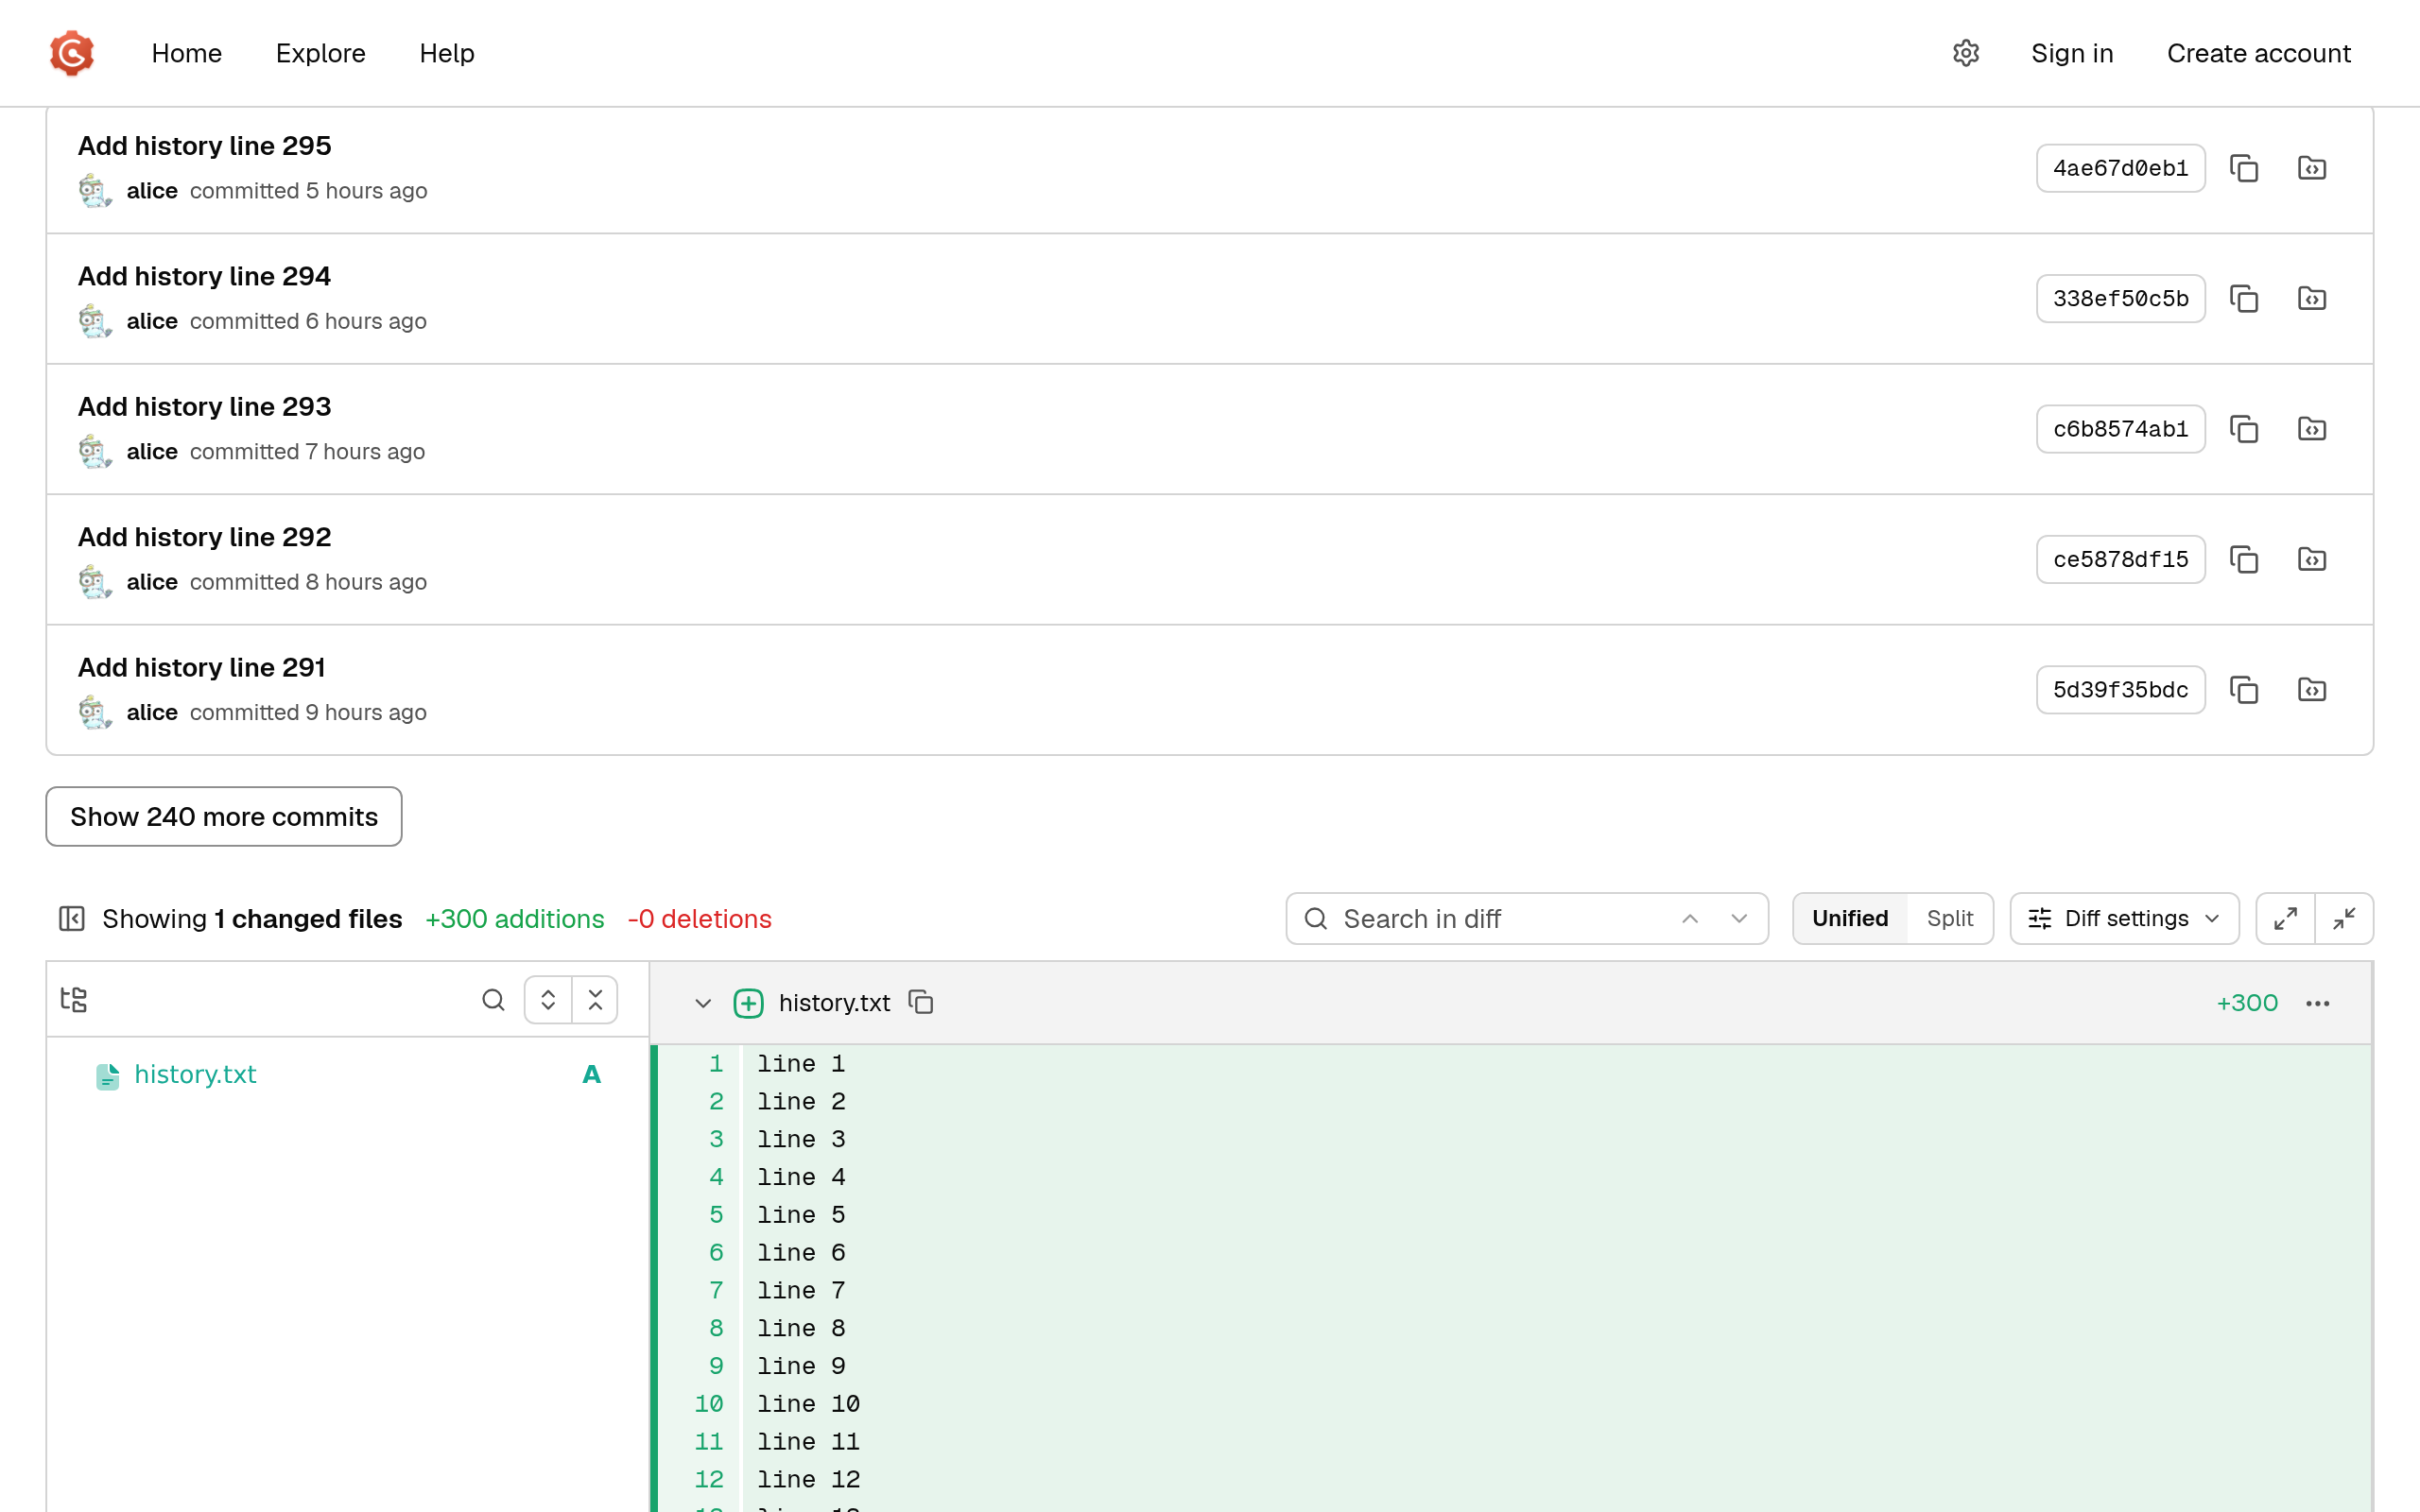 Home Explore Help Sign in Create account
Add history line 295
alice committed 5 hours ago
4ae67d0eb1
Add history line 294
alice committed 6 hours ago
338ef50c5b
Add history line 293
alice committed 7 hours ago
c6b8574ab1
Add history line 292
alice committed 8 hours ago
ce5878df15
Add history line 291
alice committed 9 hours ago
5d39f35bdc
Show 240 more commits
Showing 1 changed files +300 additions -0 deletions
Search in diff Unified Split Diff settings
history.txt A
history.txt +300
1 line 1
2 line 2
3 line 3
4 line 4
5 line 5
6 line 6
7 line 7
8 line 8
9 line 9
10 line 10
11 line 11
12 line 12